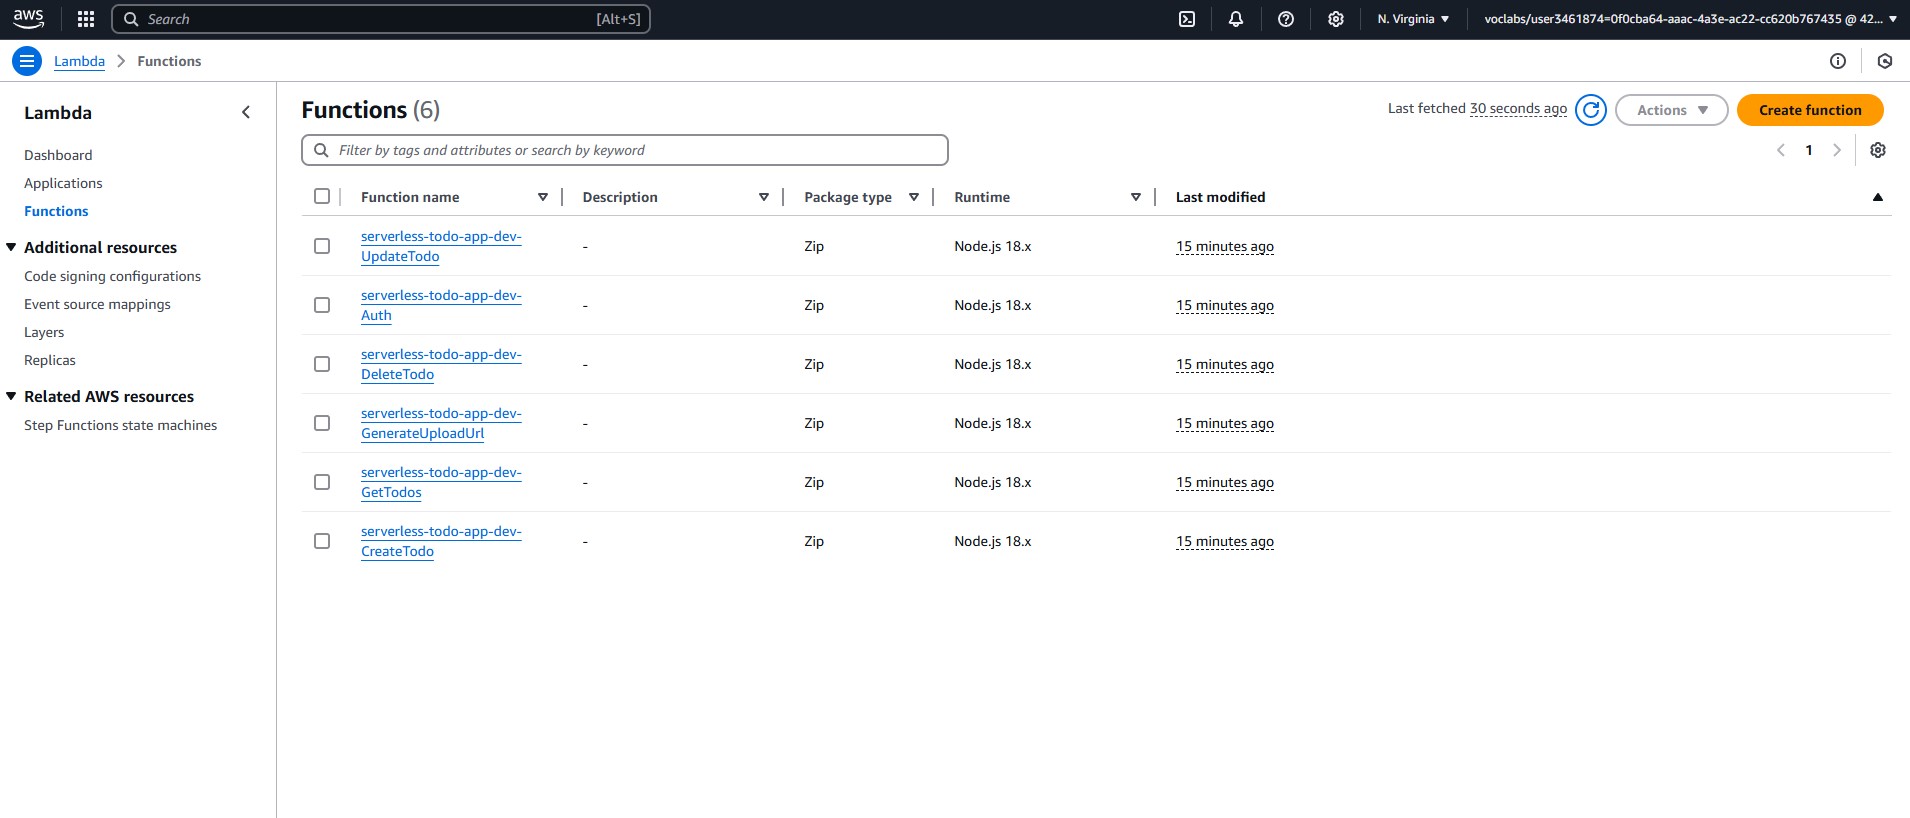 aws
Search [Alt+S]
N. Virginia
voclabs/user3461874=0f0cba64-aaac-4a3e-ac22-cc620b767435 @ 42...
Lambda
Functions
Lambda
Dashboard
Applications
Functions
Additional resources
Code signing configurations
Event source mappings
Layers
Replicas
Related AWS resources
Step Functions state machines
Functions (6)
Last fetched 30 seconds ago
Actions
Create function
Filter by tags and attributes or search by keyword
1
Function name Description Package type Runtime Last modified
serverless-todo-app-dev-
UpdateTodo
- Zip Node.js 18.x 15 minutes ago
serverless-todo-app-dev-
Auth
- Zip Node.js 18.x 15 minutes ago
serverless-todo-app-dev-
DeleteTodo
- Zip Node.js 18.x 15 minutes ago
serverless-todo-app-dev-
GenerateUploadUrl
- Zip Node.js 18.x 15 minutes ago
serverless-todo-app-dev-
GetTodos
- Zip Node.js 18.x 15 minutes ago
serverless-todo-app-dev-
CreateTodo
- Zip Node.js 18.x 15 minutes ago